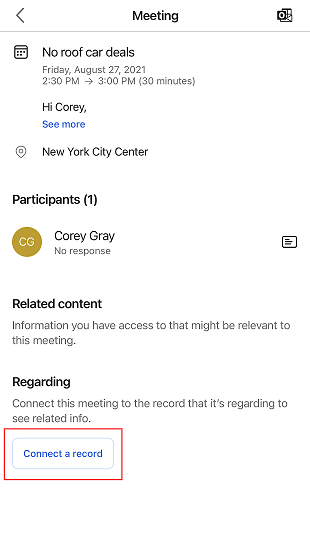 Meeting
No roof car deals
Friday, August 27, 2021
2:30 PM → 3:00 PM (30 minutes)
Hi Corey,
See more
New York City Center
Participants (1)
CG
Corey Gray
No response
Related content
Information you have access to that might be relevant to
this meeting.
Regarding
Connect this meeting to the record that it's regarding to
see related info.
Connect a record